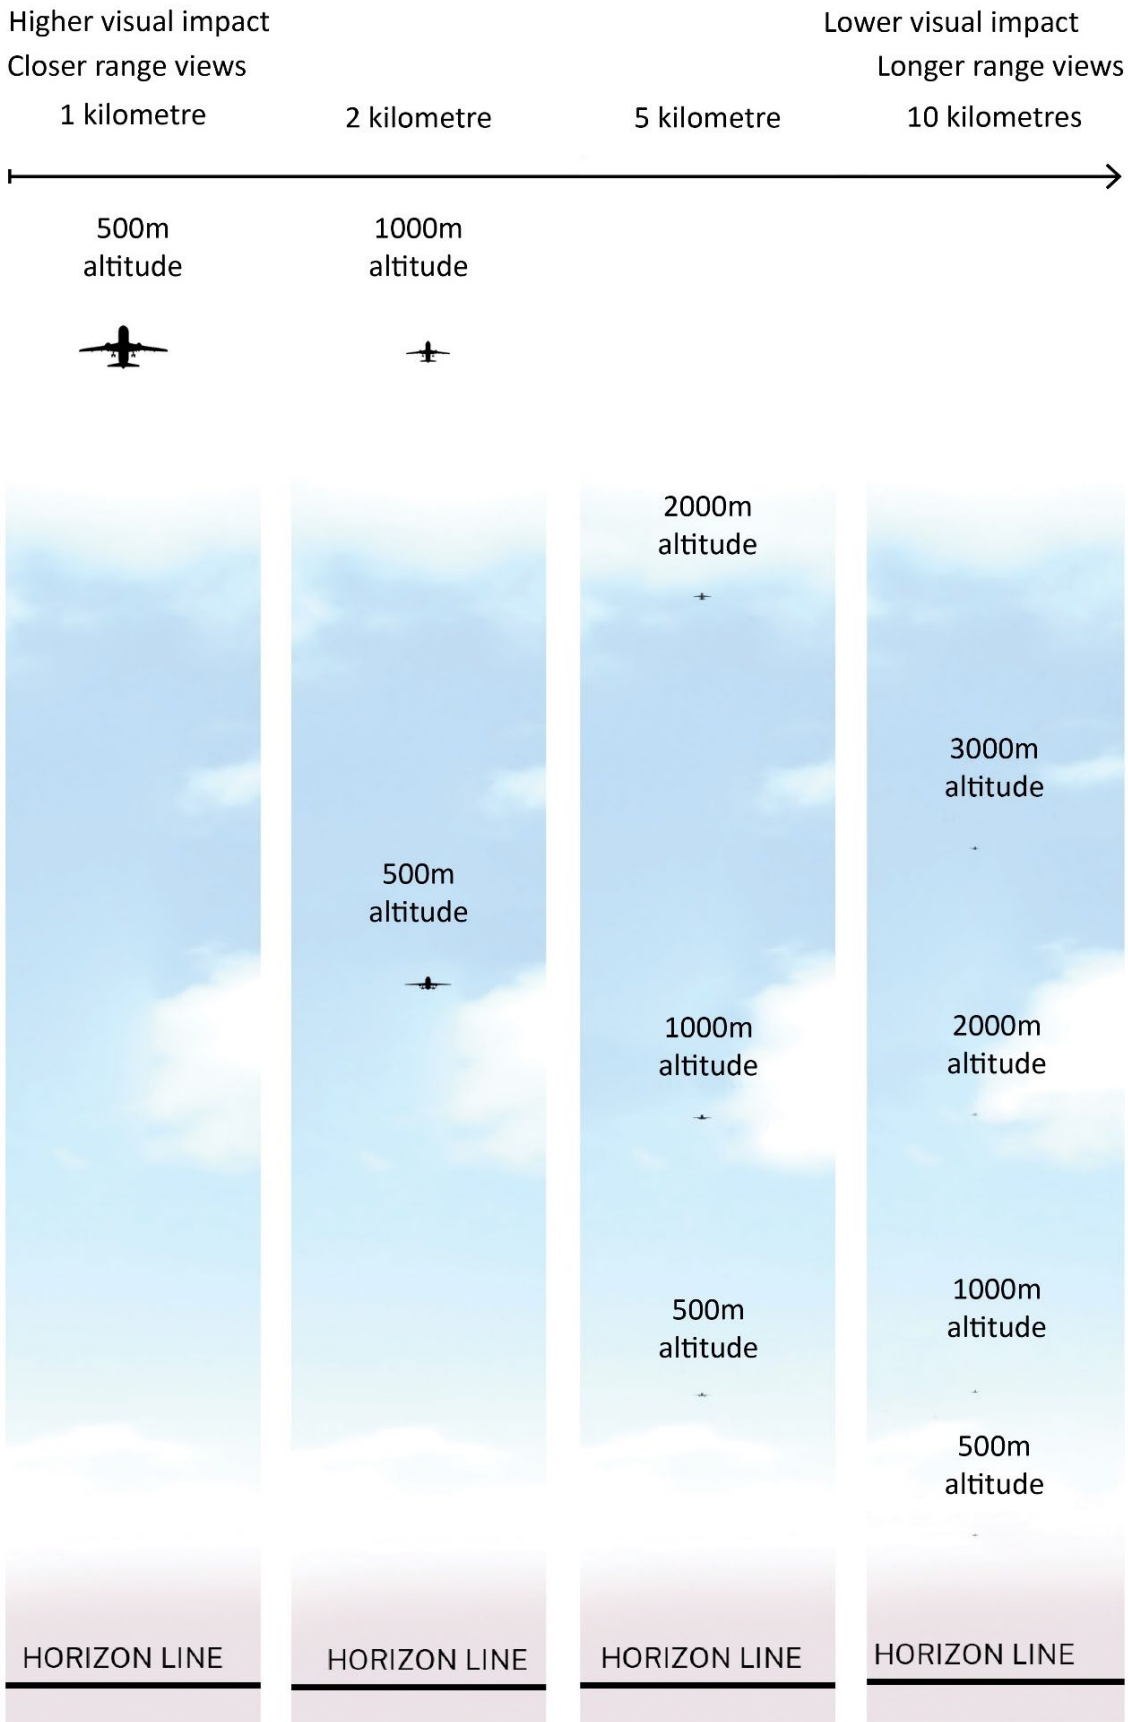 Higher visual impact
Lower visual impact
Closer range views
Longer range views
1 kilometre
2 kilometre
5 kilometre
10 kilometres
500m
altitude
1000m
altitude
2000m
altitude
3000m
altitude
500m
altitude
1000m
altitude
2000m
altitude
500m
altitude
1000m
altitude
500m
altitude
HORIZON LINE
HORIZON LINE
HORIZON LINE
HORIZON LINE